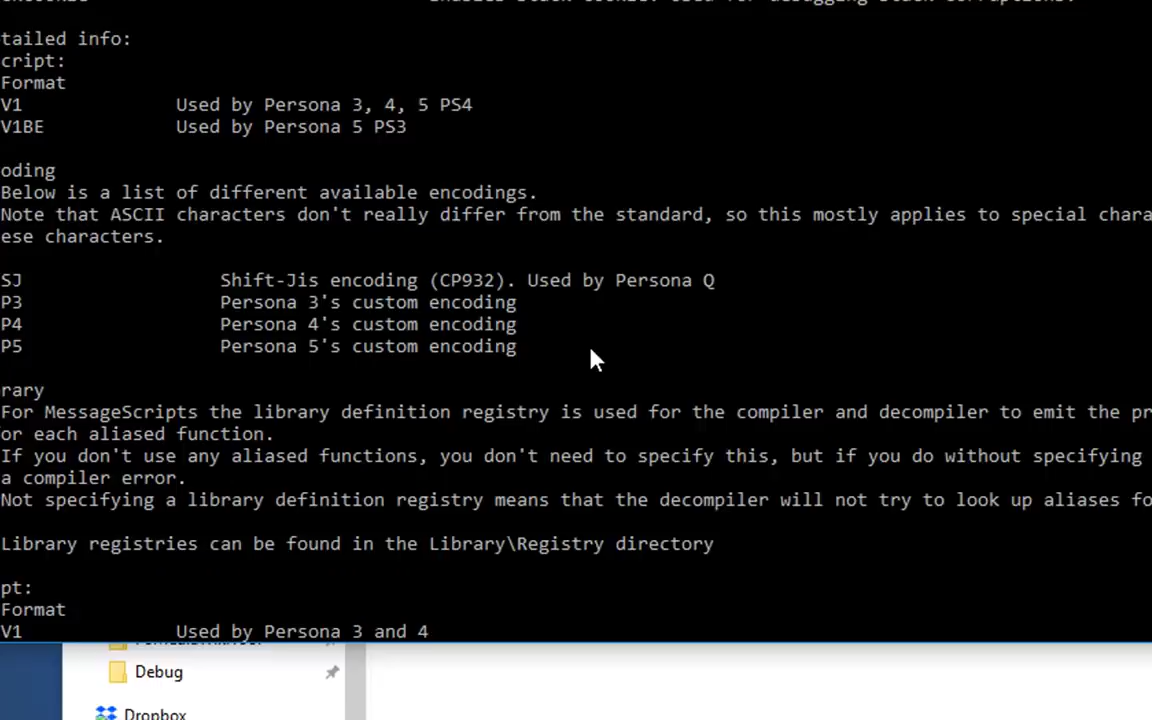 tailed info:
cript:
Format
V1 Used by Persona 3, 4, 5 PS4
V1BE Used by Persona 5 PS3
oding
Below is a list of different available encodings.
Note that ASCII characters don't really differ from the standard, so this mostly applies to special chara
ese characters.
SJ Shift-Jis encoding (CP932). Used by Persona Q
P3 Persona 3's custom encoding
P4 Persona 4's custom encoding
P5 Persona 5's custom encoding
rary
For MessageScripts the library definition registry is used for the compiler and decompiler to emit the pr
or each aliased function.
If you don't use any aliased functions, you don't need to specify this, but if you do without specifying
a compiler error.
Not specifying a library definition registry means that the decompiler will not try to look up aliases fo
Library registries can be found in the Library\Registry directory
pt:
Format
V1 Used by Persona 3 and 4
Debug
Dropbox